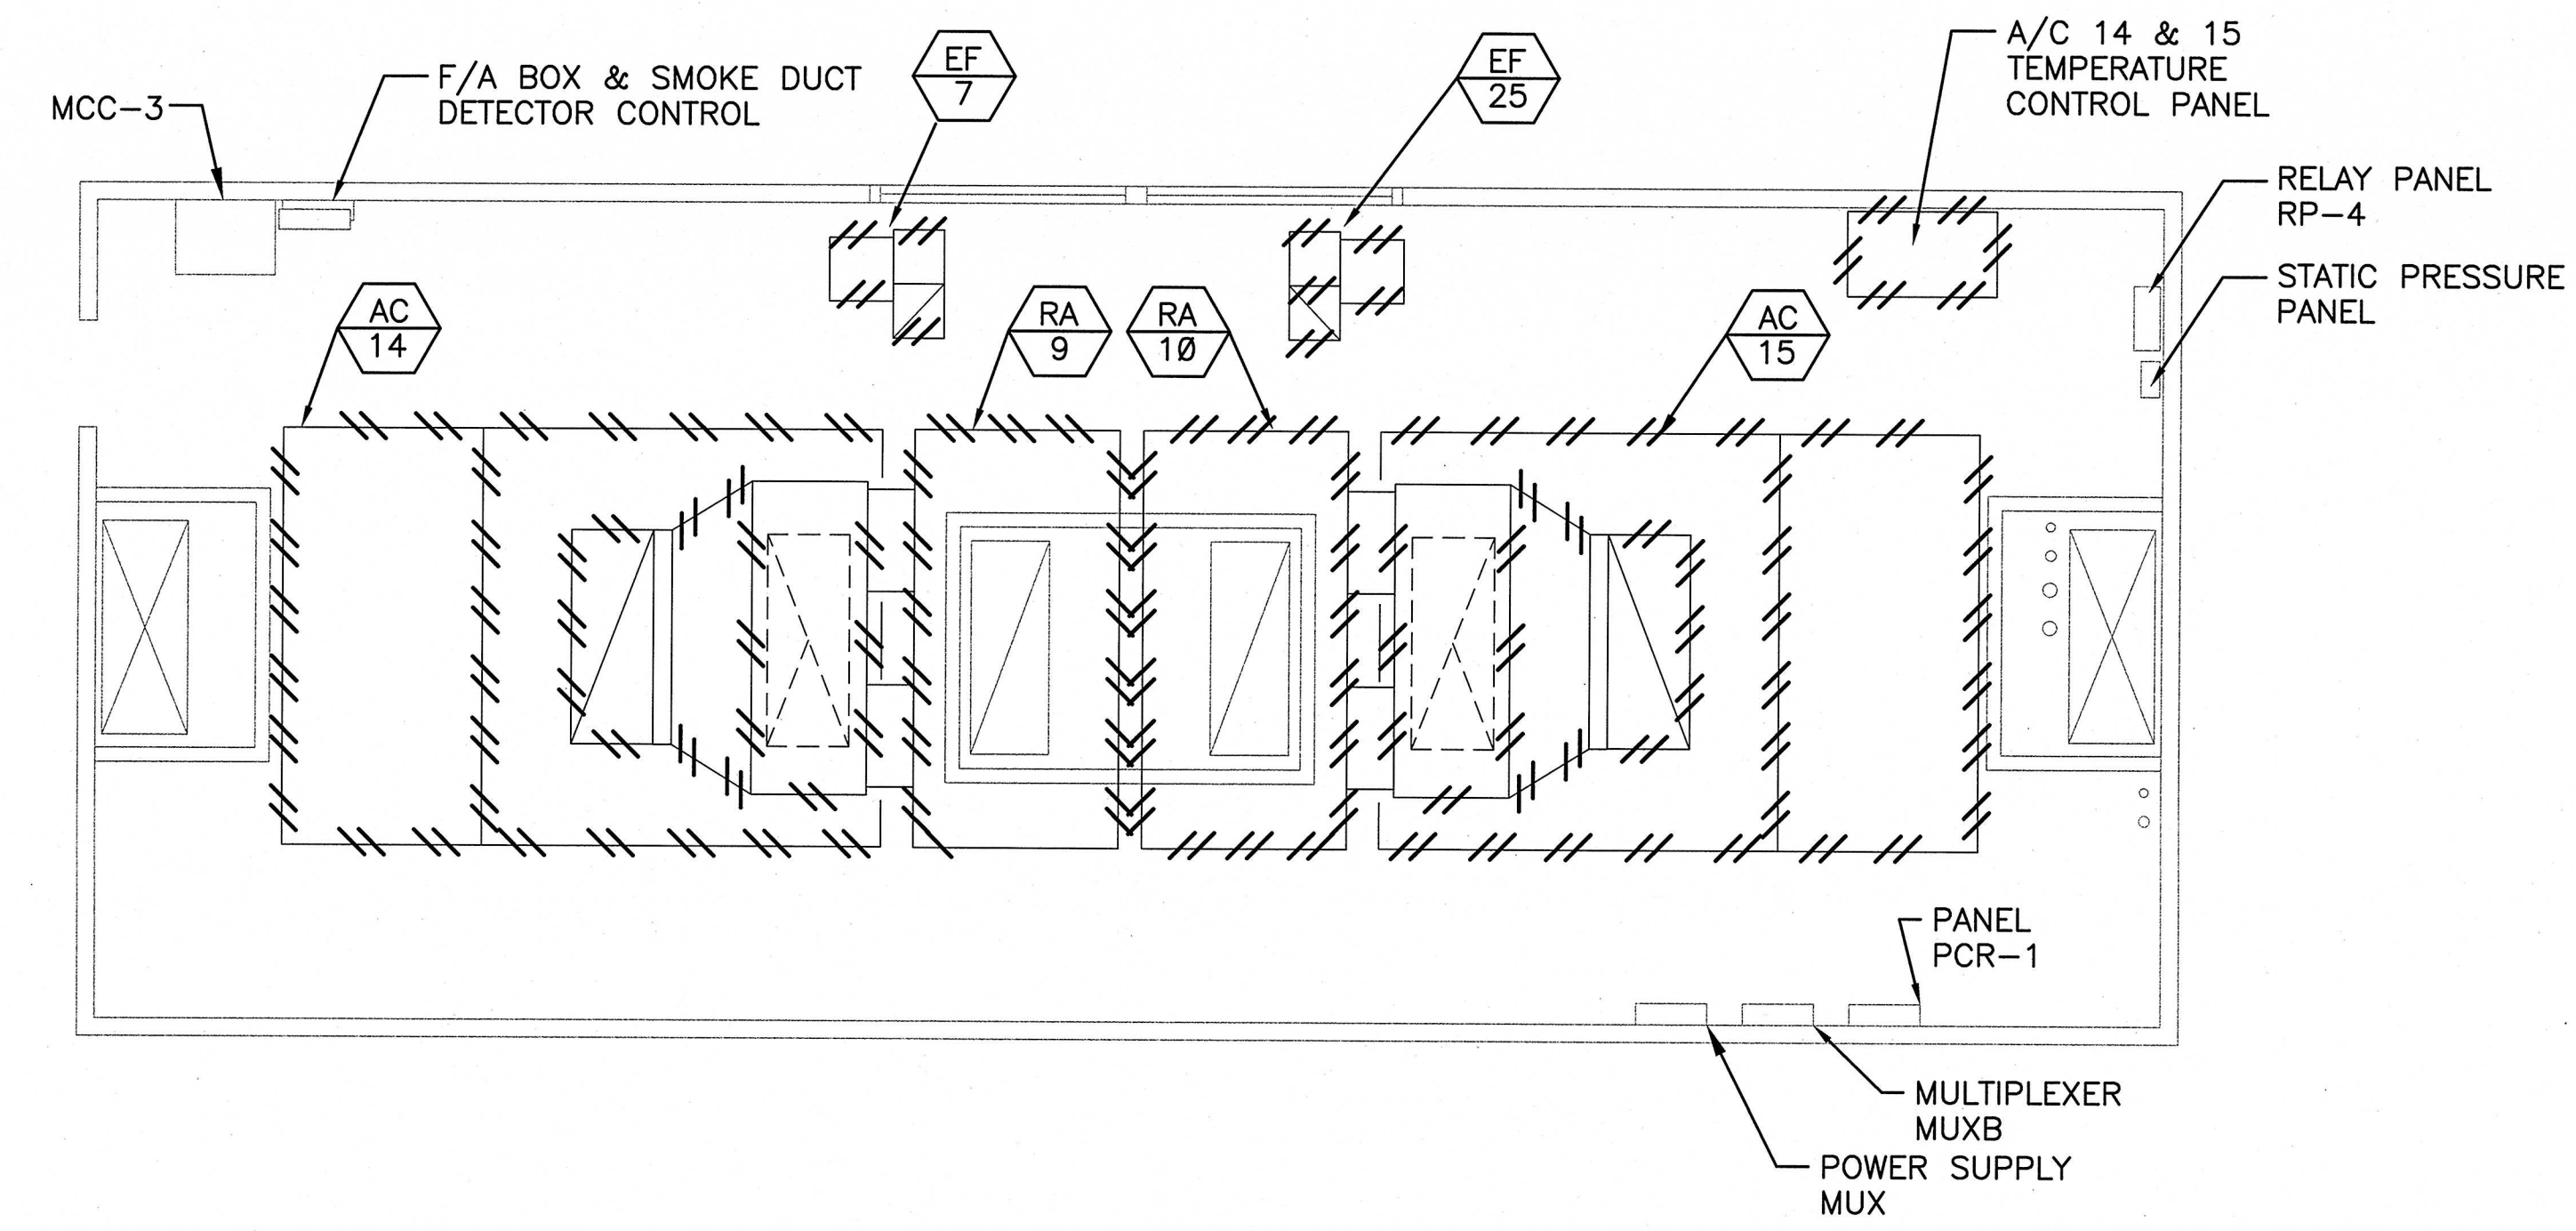 A/C 14 & 15
TEMPERATURE
CONTROL PANEL
EF
7
EF
25
F/A BOX & SMOKE DUCT
DETECTOR CONTROL
MCC-3
RELAY PANEL
RP-4
STATIC PRESSURE
PANEL
AC
14
RA
9
RA
10
AC
15
PANEL
PCR-1
MULTIPLEXER
MUXB
POWER SUPPLY
MUX